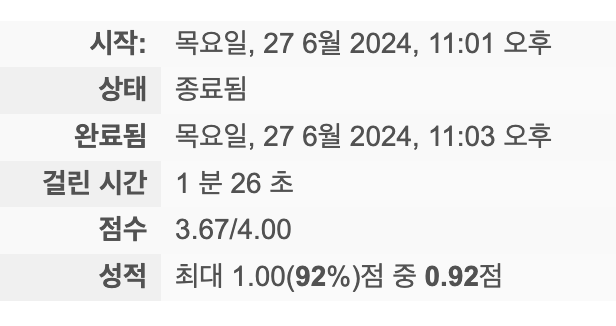 시작: 목요일, 27 6월 2024, 11:01 오후
상태 종료됨
완료됨 목요일, 27 6월 2024, 11:03 오후
걸린 시간 1 분 26 초
점수 3.67/4.00
성적 최대 1.00(92%)점 중 0.92점